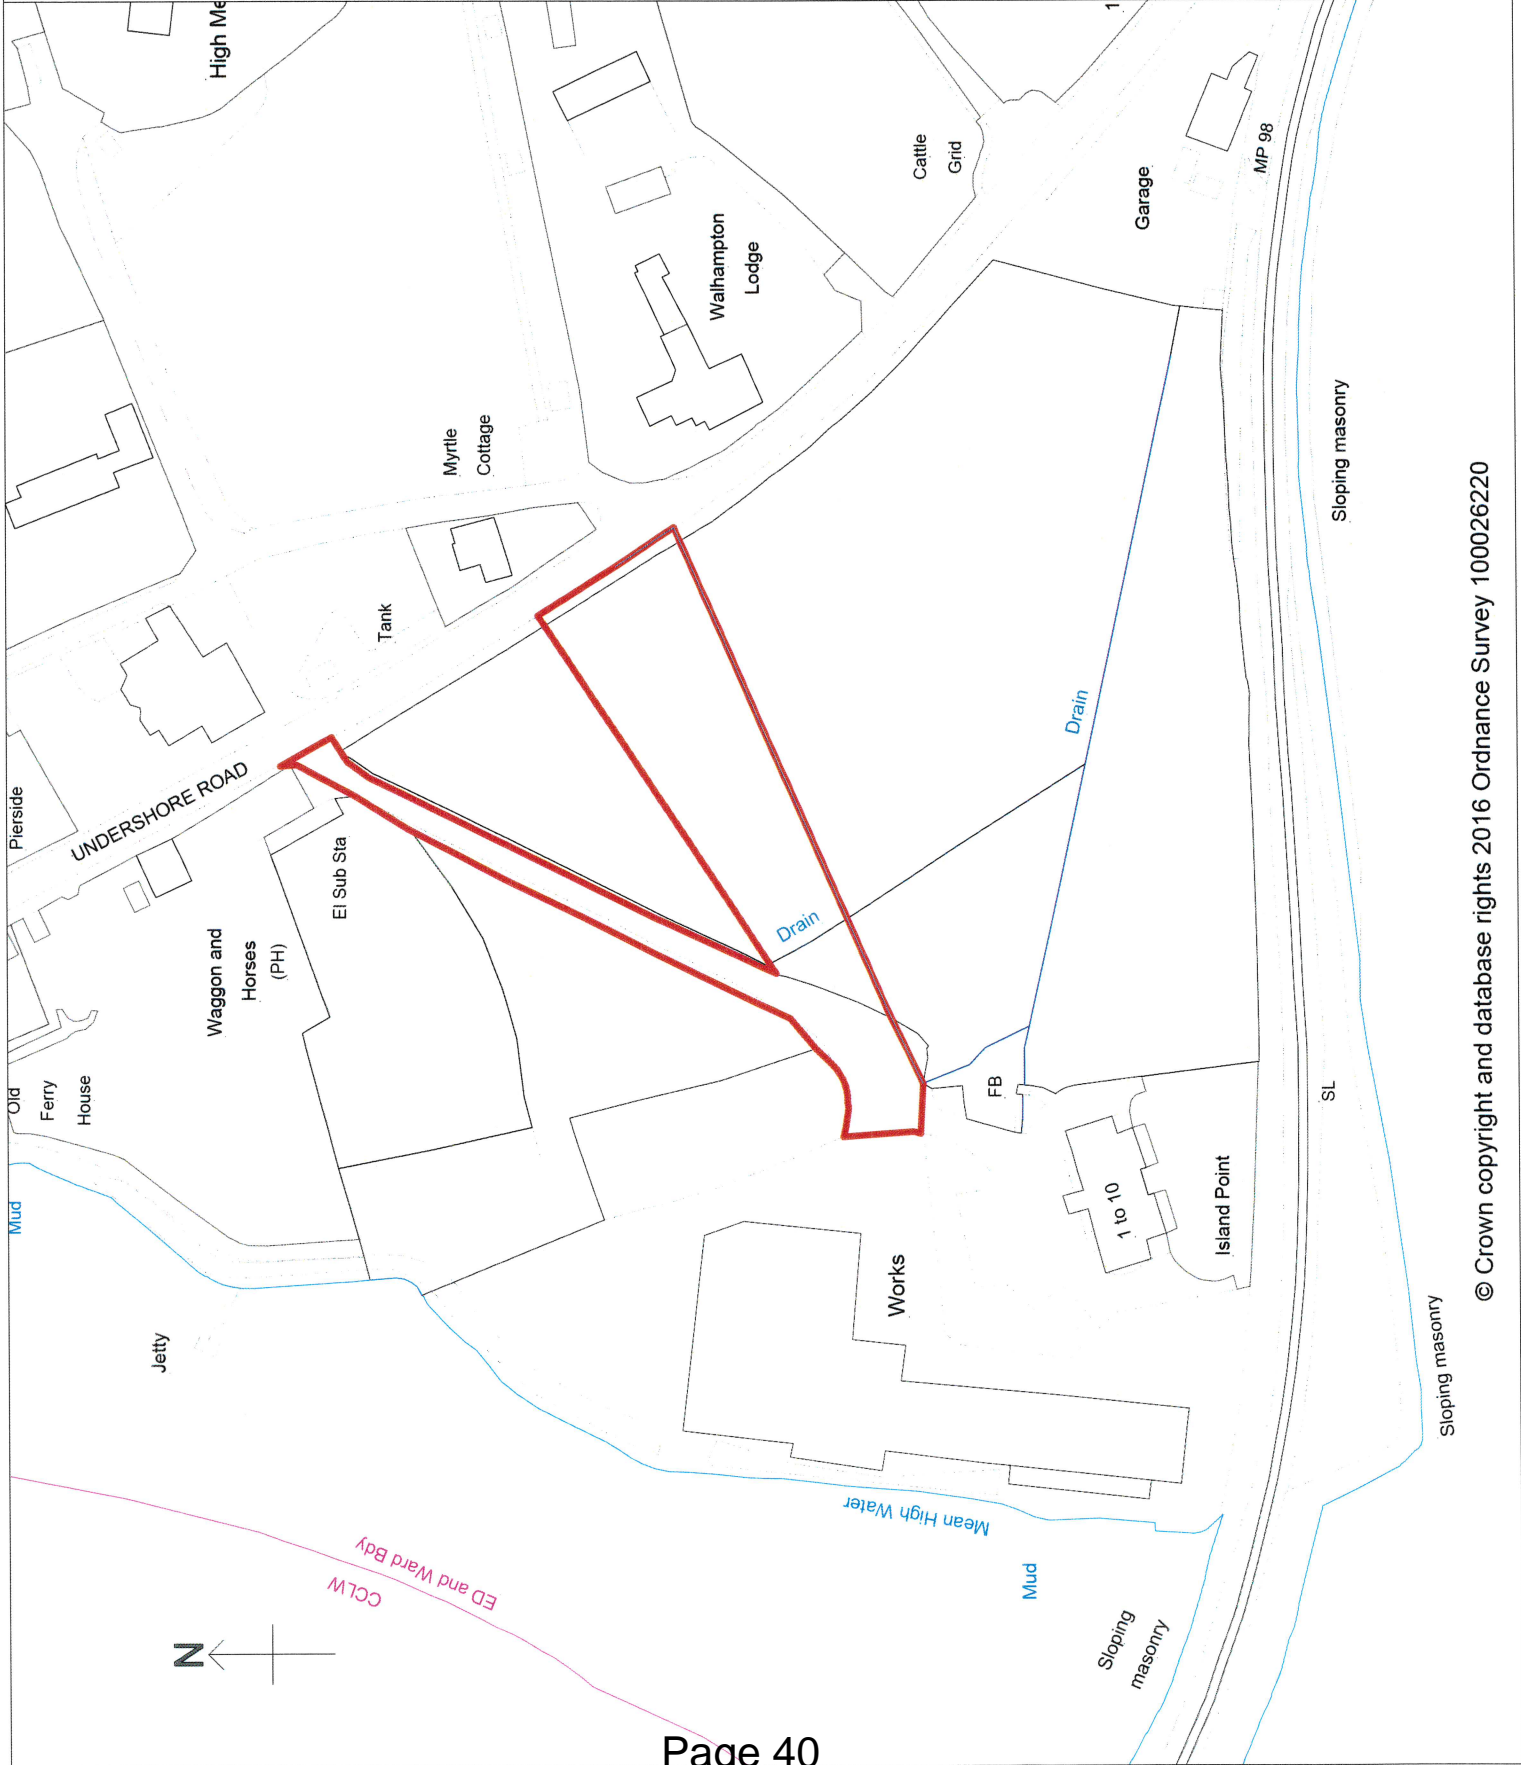 High Me
1
Cattle
Grid
Garage
MP 98
Walhampton
Lodge
Myrtle
Cottage
Tank
Pierside
UNDERSHORE ROAD
El Sub Sta
Waggon and
Horses
(PH)
Old
Ferry
House
Mud
Jetty
Drain
Drain
FB
SL
1 to 10
Island Point
Works
Mean High Water
Mud
Sloping
masonry
Sloping masonry
Sloping masonry
ED and Ward Bdy
CCLW
N
© Crown copyright and database rights 2016 Ordnance Survey 100026220
Page 40